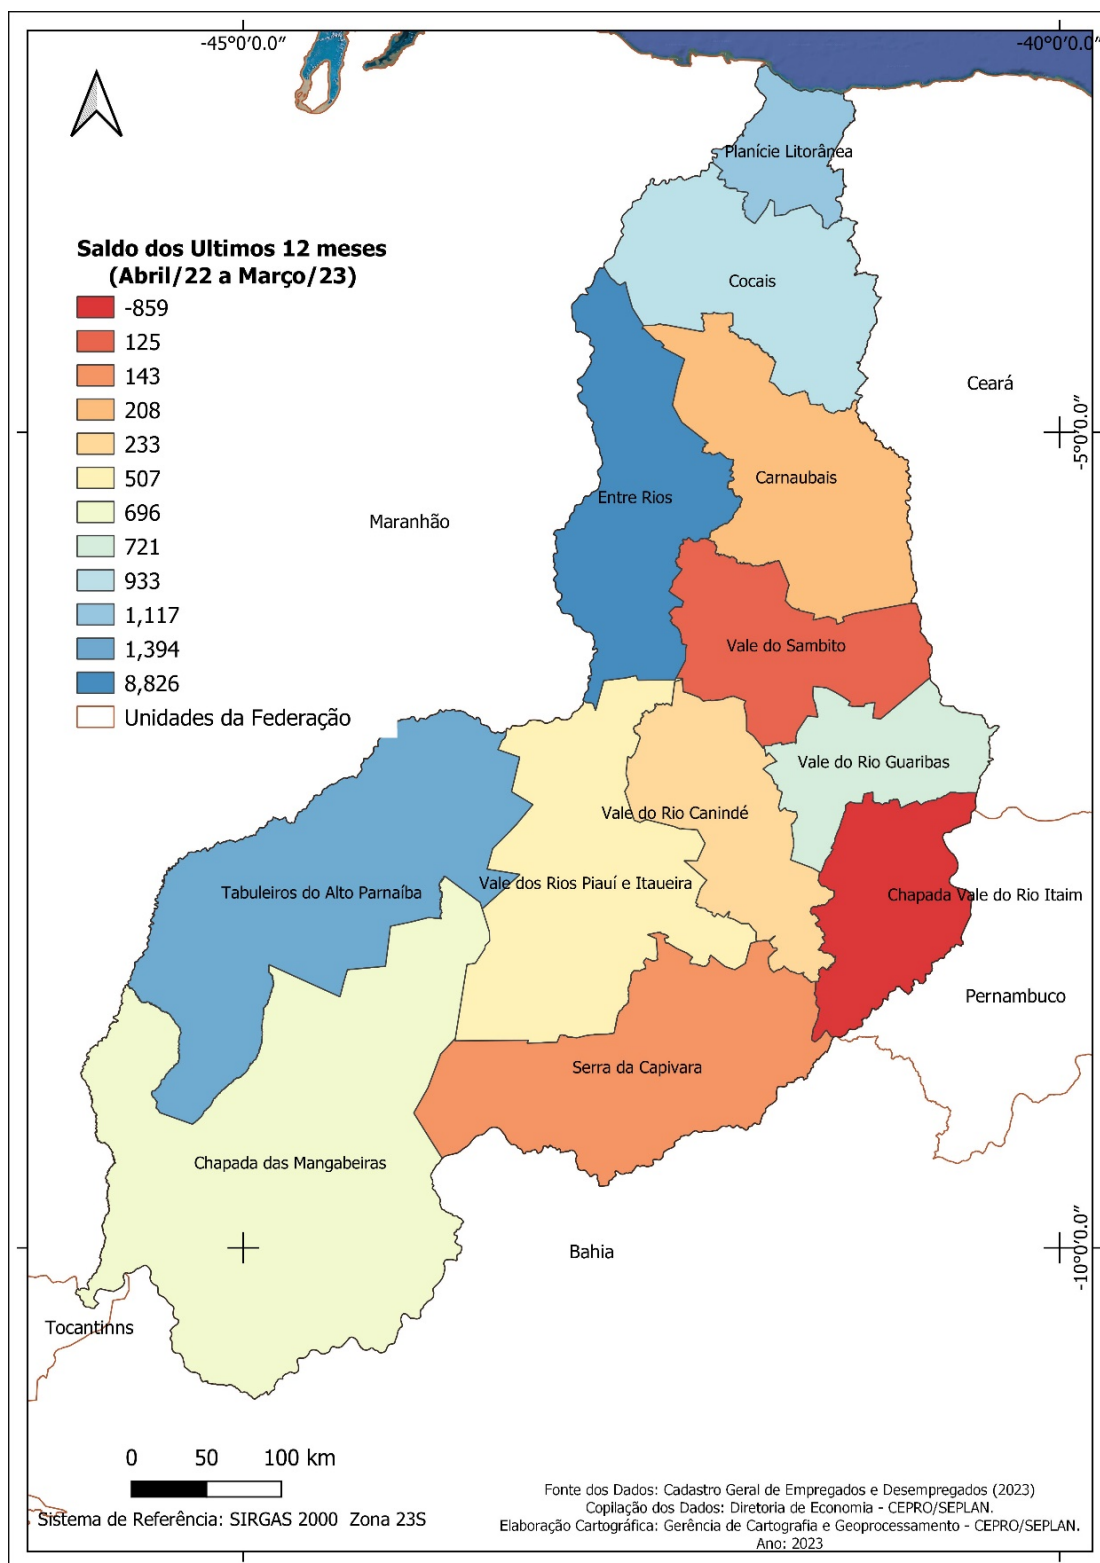 -45°0'0.0"
-40°0'0.0"
Planície Litorânea
Saldo dos Ultimos 12 meses
(Abril/22 a Março/23)
-859
125
143
208
233
507
696
721
933
1,117
1,394
8,826
Unidades da Federação
Cocais
Ceará
-5°0'0.0"
Carnaubais
Entre Rios
Maranhão
Vale do Sambito
Vale do Rio Guaribas
Vale do Rio Canindé
Tabuleiros do Alto Parnaíba
Vale dos Rios Piauí e Itaueira
Chapada Vale do Rio Itaim
Pernambuco
Serra da Capivara
Chapada das Mangabeiras
-10°0'0.0"
Bahia
Tocantinns
0 50 100 km
Sistema de Referência: SIRGAS 2000 Zona 23S
Fonte dos Dados: Cadastro Geral de Empregados e Desempregados (2023)
Copilação dos Dados: Diretoria de Economia - CEPRO/SEPLAN.
Elaboração Cartográfica: Gerência de Cartografia e Geoprocessamento - CEPRO/SEPLAN.
Ano: 2023